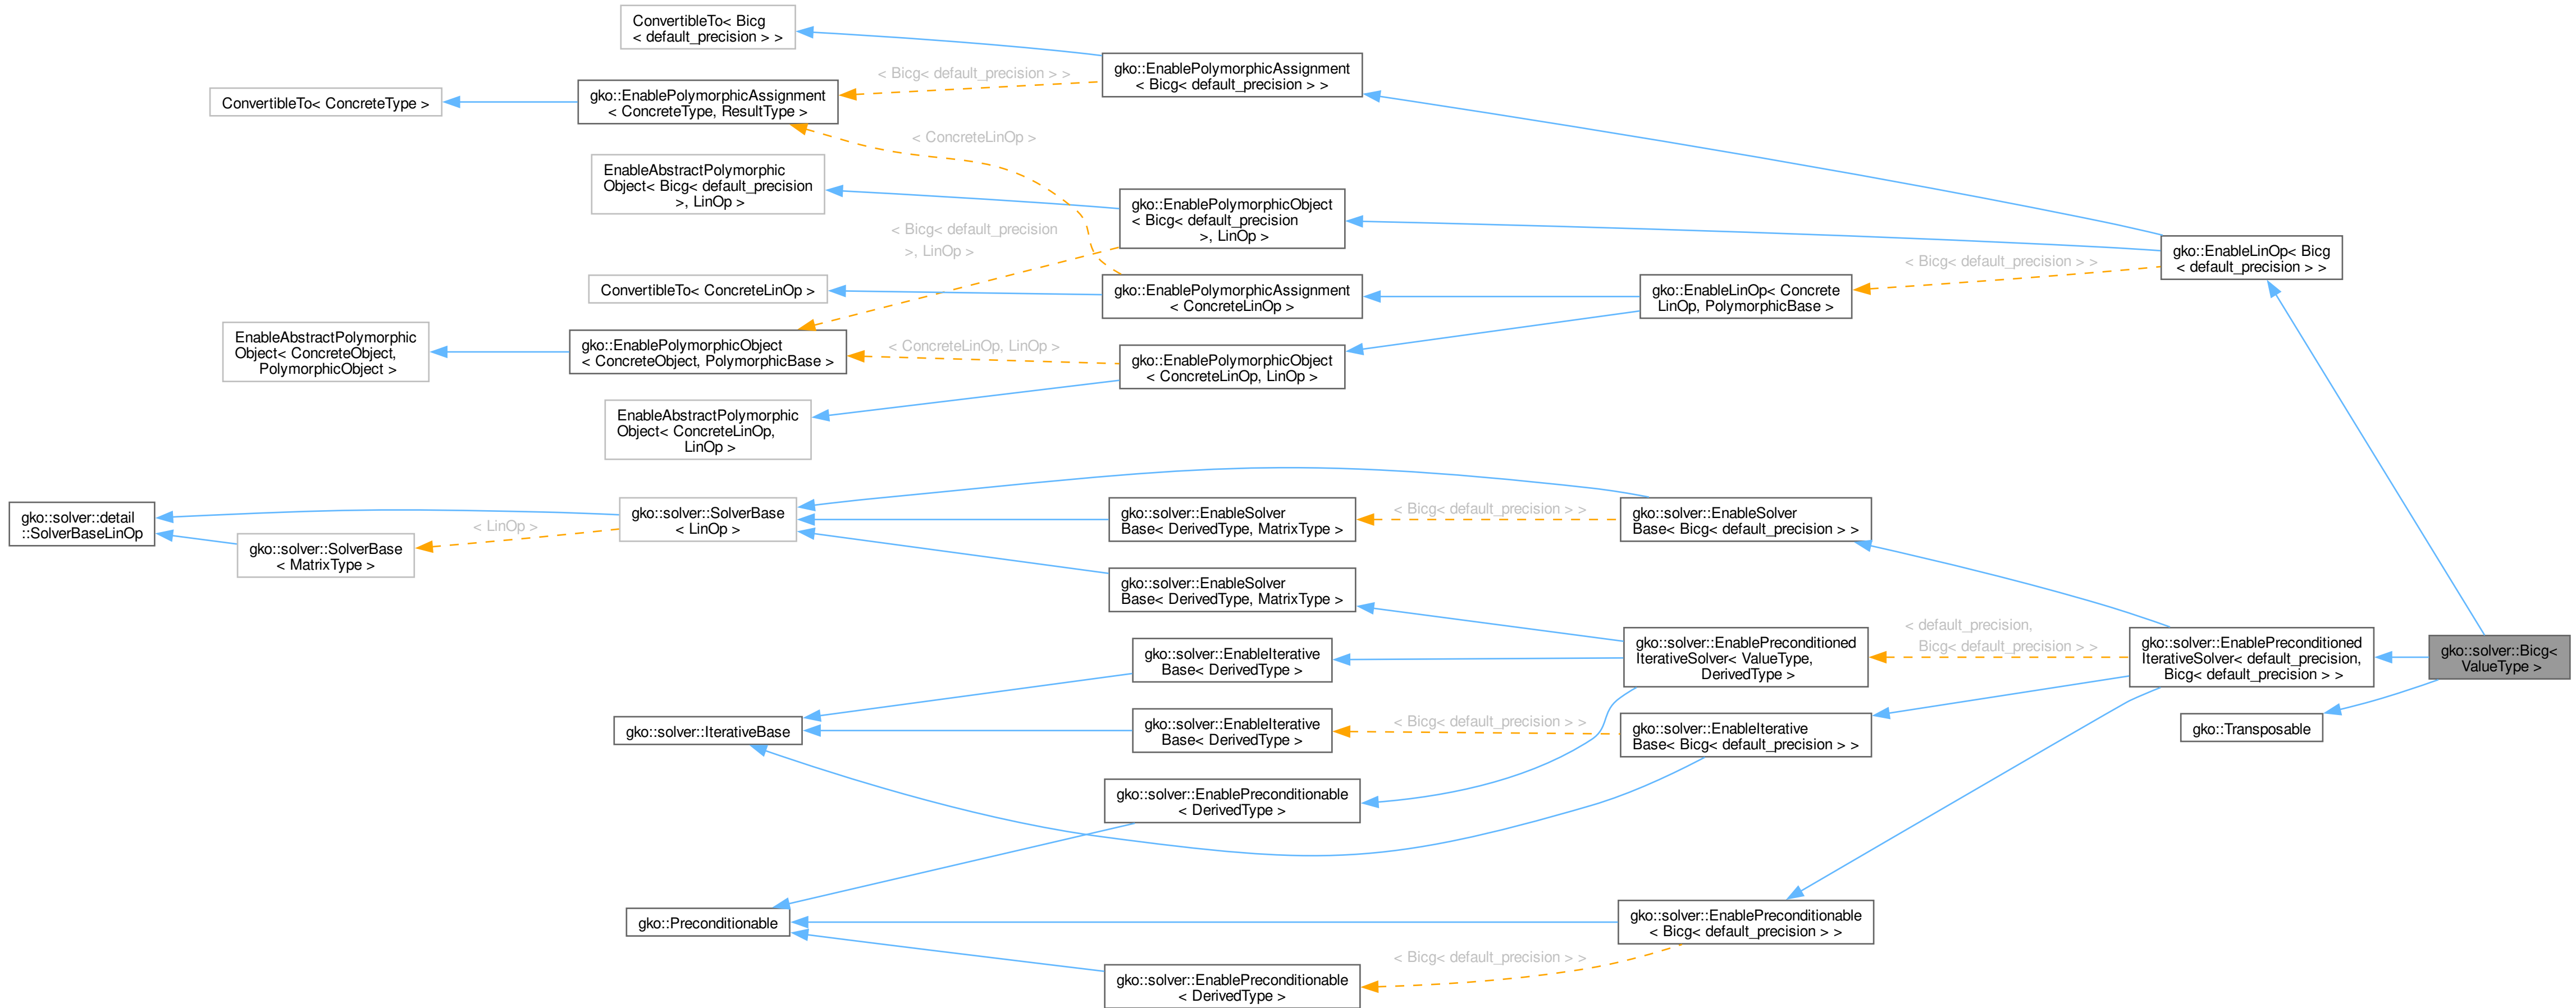 ConvertibleTo< Bicg
< default_precision > >
gko::EnablePolymorphicAssignment
< Bicg< default_precision > >
< Bicg< default_precision > >
ConvertibleTo< ConcreteType >
gko::EnablePolymorphicAssignment
< ConcreteType, ResultType >
< ConcreteLinOp >
EnableAbstractPolymorphic
Object< Bicg< default_precision
>, LinOp >
gko::EnablePolymorphicObject
< Bicg< default_precision
>, LinOp >
< Bicg< default_precision
>, LinOp >
gko::EnableLinOp< Bicg
< default_precision > >
< Bicg< default_precision > >
ConvertibleTo< ConcreteLinOp >
gko::EnablePolymorphicAssignment
< ConcreteLinOp >
gko::EnableLinOp< Concrete
LinOp, PolymorphicBase >
EnableAbstractPolymorphic
Object< ConcreteObject,
PolymorphicObject >
gko::EnablePolymorphicObject
< ConcreteObject, PolymorphicBase >
< ConcreteLinOp, LinOp >
gko::EnablePolymorphicObject
< ConcreteLinOp, LinOp >
EnableAbstractPolymorphic
Object< ConcreteLinOp,
LinOp >
gko::solver::detail
::SolverBaseLinOp
< LinOp >
gko::solver::SolverBase
< MatrixType >
gko::solver::SolverBase
< LinOp >
gko::solver::EnableSolver
Base< DerivedType, MatrixType >
< Bicg< default_precision > >
gko::solver::EnableSolver
Base< Bicg< default_precision > >
gko::solver::EnableSolver
Base< DerivedType, MatrixType >
gko::solver::EnableIterative
Base< DerivedType >
gko::solver::EnablePreconditioned
IterativeSolver< ValueType,
DerivedType >
< default_precision,
Bicg< default_precision > >
gko::solver::EnablePreconditioned
IterativeSolver< default_precision,
Bicg< default_precision > >
gko::solver::Bicg<
ValueType >
gko::solver::IterativeBase
gko::solver::EnableIterative
Base< DerivedType >
< Bicg< default_precision > >
gko::solver::EnableIterative
Base< Bicg< default_precision > >
gko::Transposable
gko::solver::EnablePreconditionable
< DerivedType >
gko::Preconditionable
gko::solver::EnablePreconditionable
< Bicg< default_precision > >
< Bicg< default_precision > >
gko::solver::EnablePreconditionable
< DerivedType >